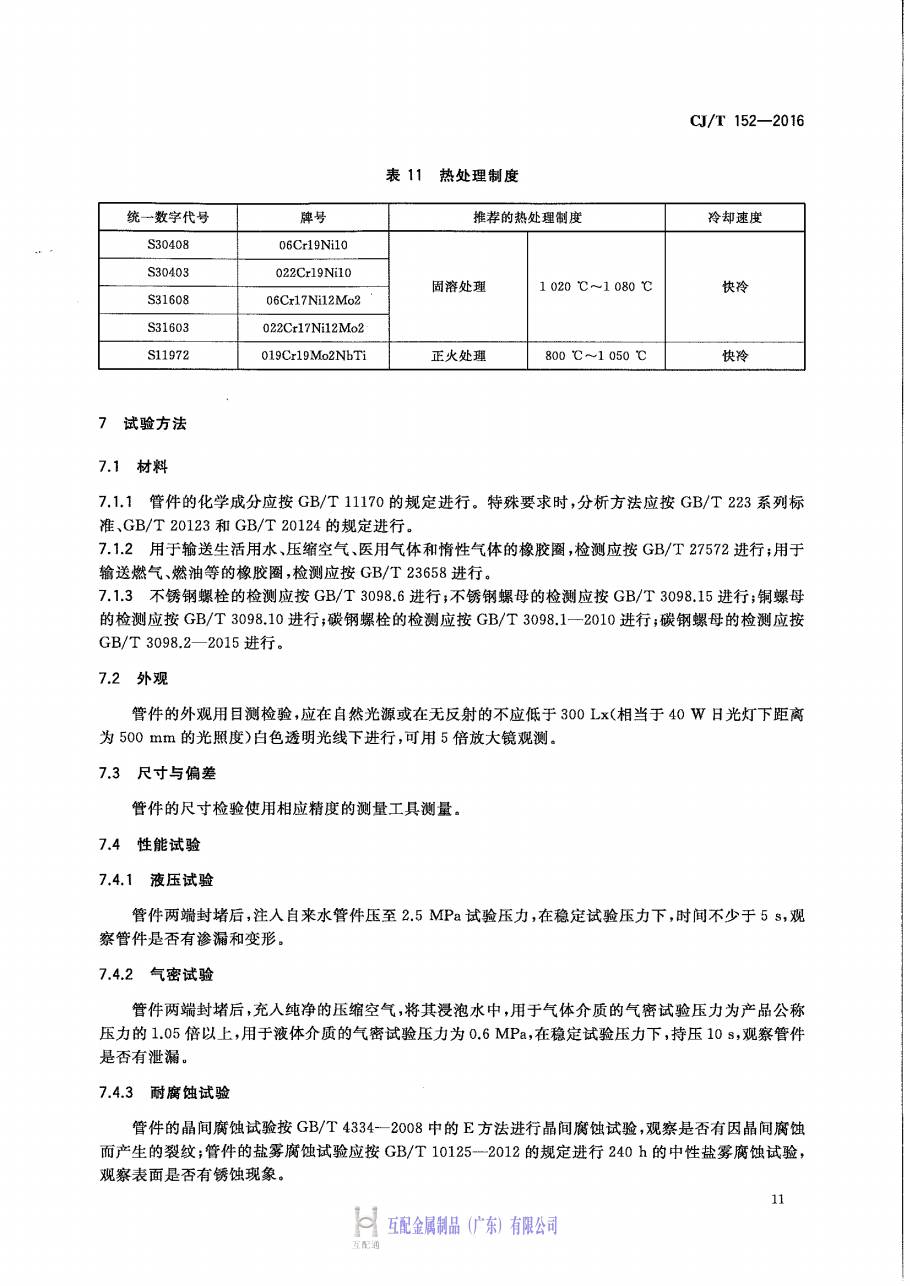 CJ/T 152—2016
表 11 热处理制度
统一数字代号 牌号 推荐的热处理制度 冷却速度
S30408 06Cr19Ni10
S30403 022Cr19Ni10
固溶处理 1 020 ℃～1 080 ℃ 快冷
S31608 06Cr17Ni12Mo2
S31603 022Cr17Ni12Mo2
S11972 019Cr19Mo2NbTi 正火处理 800 ℃～1 050 ℃ 快冷
7 试验方法
7.1 材料
7.1.1 管件的化学成分应按 GB/T 11170 的规定进行。特殊要求时,分析方法应按 GB/T 223 系列标
准、GB/T 20123 和 GB/T 20124 的规定进行。
7.1.2 用于输送生活用水、压缩空气、医用气体和惰性气体的橡胶圈,检测应按 GB/T 27572 进行;用于
输送燃气、燃油等的橡胶圈,检测应按 GB/T 23658 进行。
7.1.3 不锈钢螺栓的检测应按 GB/T 3098.6 进行;不锈钢螺母的检测应按 GB/T 3098.15 进行;铜螺母
的检测应按 GB/T 3098.10 进行;碳钢螺栓的检测应按 GB/T 3098.1—2010 进行;碳钢螺母的检测应按
GB/T 3098.2—2015 进行。
7.2 外观
管件的外观用目测检验,应在自然光源或在无反射的不应低于 300 Lx(相当于 40 W 日光灯下距离
为 500 mm 的光照度)白色透明光线下进行,可用 5 倍放大镜观测。
7.3 尺寸与偏差
管件的尺寸检验使用相应精度的测量工具测量。
7.4 性能试验
7.4.1 液压试验
管件两端封堵后,注入自来水管件压至 2.5 MPa 试验压力,在稳定试验压力下,时间不少于 5 s,观
察管件是否有渗漏和变形。
7.4.2 气密试验
管件两端封堵后,充入纯净的压缩空气,将其浸泡水中,用于气体介质的气密试验压力为产品公称
压力的 1.05 倍以上,用于液体介质的气密试验压力为 0.6 MPa,在稳定试验压力下,持压 10 s,观察管件
是否有泄漏。
7.4.3 耐腐蚀试验
管件的晶间腐蚀试验按 GB/T 4334—2008 中的 E 方法进行晶间腐蚀试验,观察是否有因晶间腐蚀
而产生的裂纹;管件的盐雾腐蚀试验应按 GB/T 10125—2012 的规定进行 240 h 的中性盐雾腐蚀试验,
观察表面是否有锈蚀现象。
11
互配金属制品（广东）有限公司
互配通